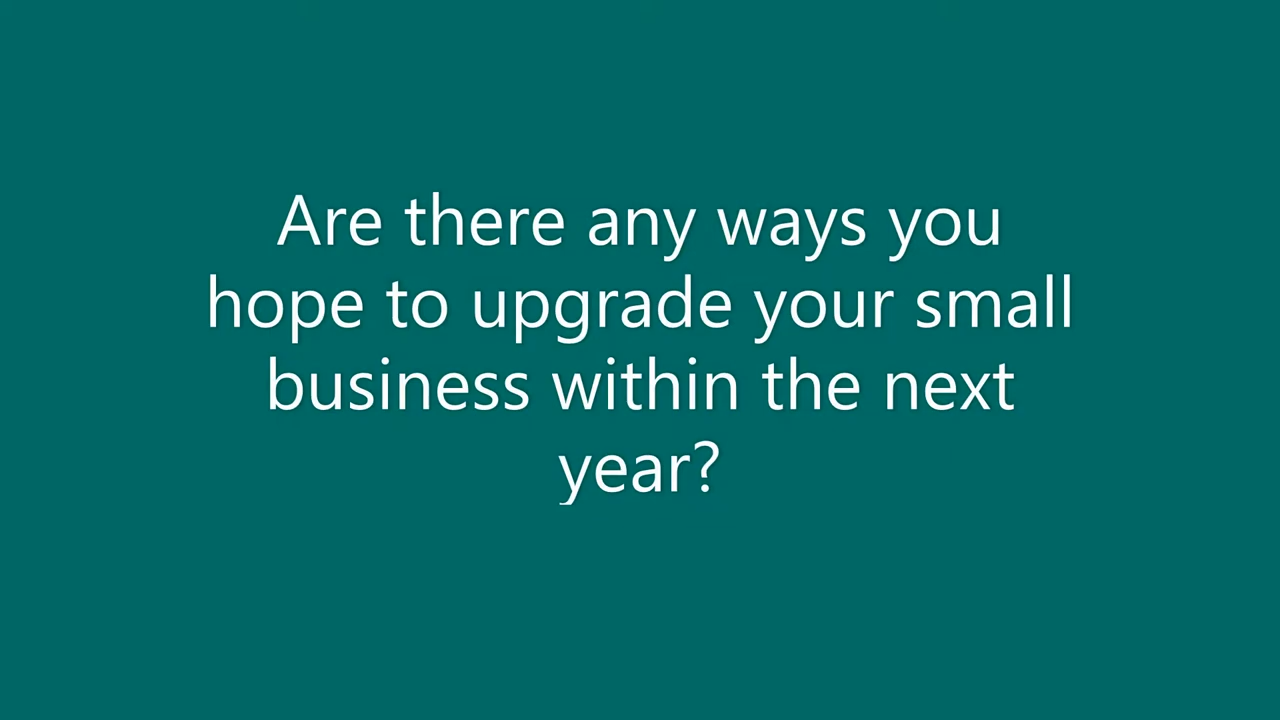 Are there any ways you
hope to upgrade your small
business within the next
year?